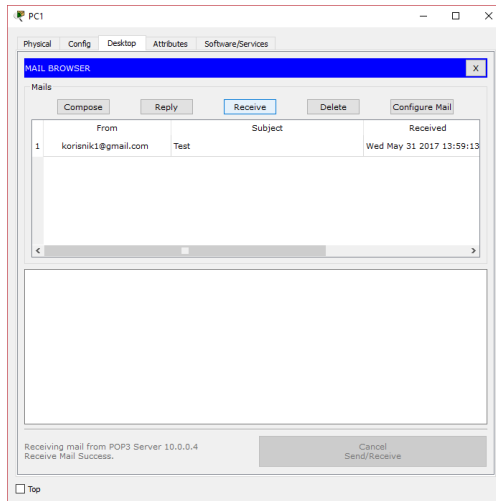 PC1
Physical Config Desktop Attributes Software/Services
MAIL BROWSER X
Mails
Compose Reply Receive Delete Configure Mail
From Subject Received
1 korisnik1@gmail.com Test Wed May 31 2017 13:59:13
Receiving mail from POP3 Server 10.0.0.4
Receive Mail Success.
Cancel
Send/Receive
Top